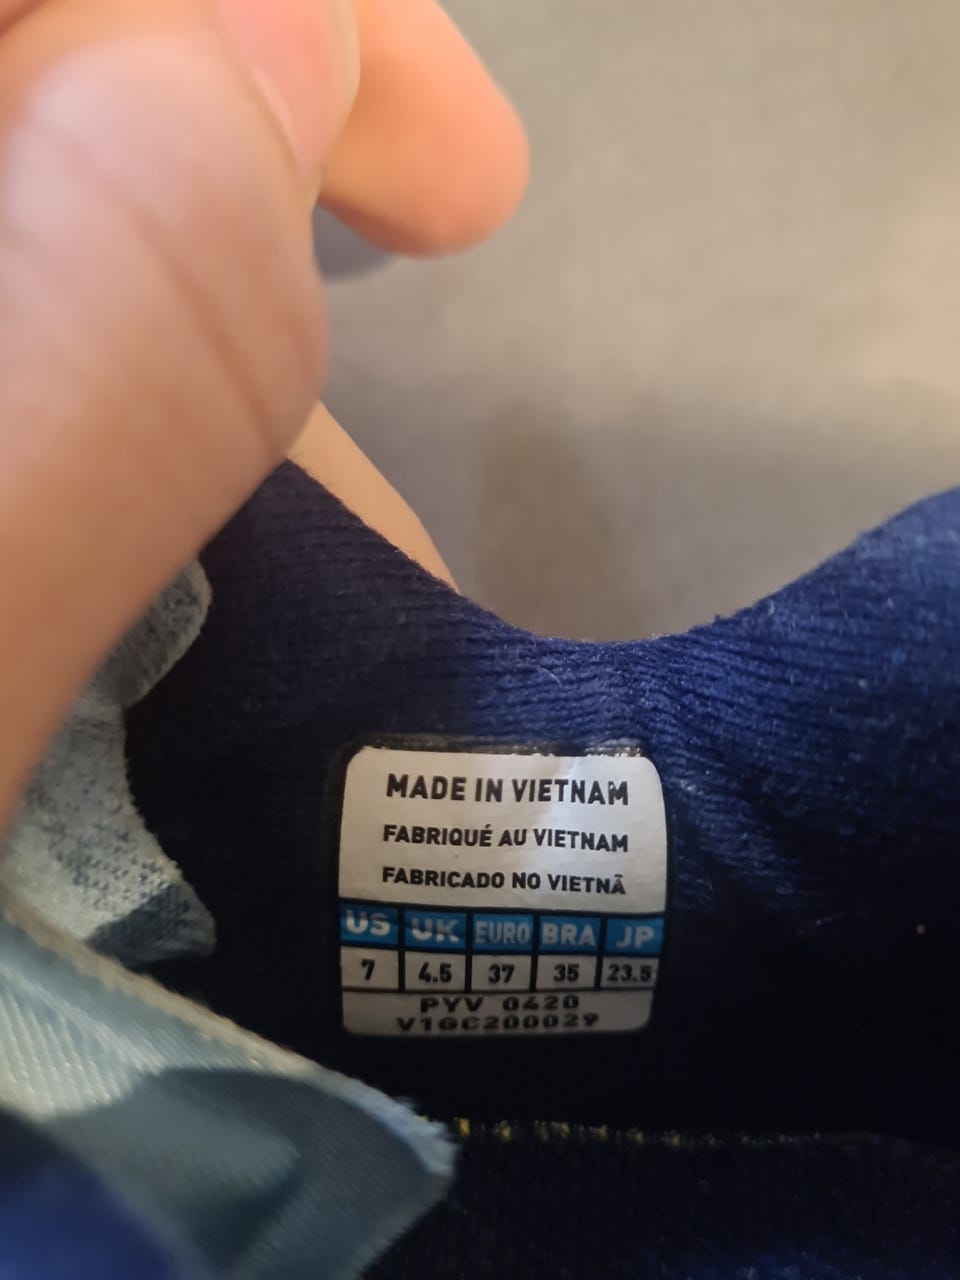 MADE IN VIETNAM
FABRIQUÉ AU VIETNAM
FABRICADO NO VIETNÃ
US UK EURO BRA JP
7 4.5 37 35 23.5
PYV 0420
V1GC200029